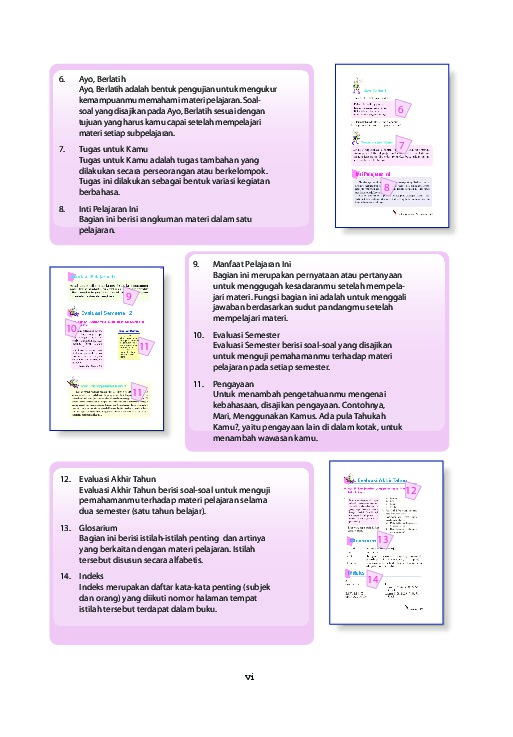 6. Ayo, Berlatih
Ayo, Berlatih adalah bentuk pengujian untuk mengukur
kemampuanmu memahami materi pelajaran. Soal-
soal yang disajikan pada Ayo, Berlatih sesuai dengan
tujuan yang harus kamu capai setelah mempelajari
materi setiap subpelajaran.
7. Tugas untuk Kamu
Tugas untuk Kamu adalah tugas tambahan yang
dilakukan secara perseorangan atau berkelompok.
Tugas ini dilakukan sebagai bentuk variasi kegiatan
berbahasa.
8. Inti Pelajaran Ini
Bagian ini berisi rangkuman materi dalam satu
pelajaran.
6
7
8
9. Manfaat Pelajaran Ini
Bagian ini merupakan pernyataan atau pertanyaan
untuk menggugah kesadaranmu setelah mempela-
jari materi. Fungsi bagian ini adalah untuk menggali
jawaban berdasarkan sudut pandangmu setelah
mempelajari materi.
10. Evaluasi Semester
Evaluasi Semester berisi soal-soal yang disajikan
untuk menguji pemahamanmu terhadap materi
pelajaran pada setiap semester.
11. Pengayaan
Untuk menambah pengetahuanmu mengenai
kebahasaan, disajikan pengayaan. Contohnya,
Mari, Menggunakan Kamus. Ada pula Tahukah
Kamu?, yaitu pengayaan lain di dalam kotak, untuk
menambah wawasan kamu.
9
Evaluasi Semester 2
10
11
11
12. Evaluasi Akhir Tahun
Evaluasi Akhir Tahun berisi soal-soal untuk menguji
pemahamanmu terhadap materi pelajaran selama
dua semester (satu tahun belajar).
13. Glosarium
Bagian ini berisi istilah-istilah penting dan artinya
yang berkaitan dengan materi pelajaran. Istilah
tersebut disusun secara alfabetis.
14. Indeks
Indeks merupakan daftar kata-kata penting (subjek
dan orang) yang diikuti nomor halaman tempat
istilah tersebut terdapat dalam buku.
Evaluasi Akhir Tahun
12
13
Indeks
14
vi